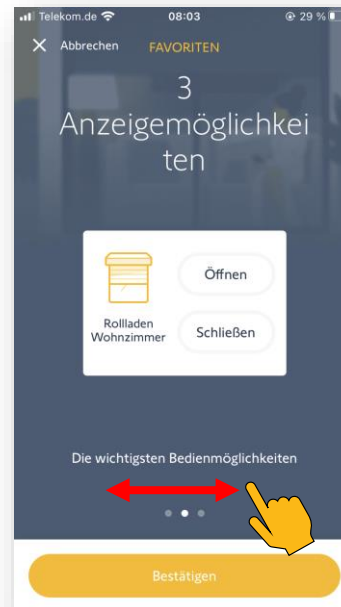 Telekom.de 08:03 29 %
Abbrechen FAVORITEN
3
Anzeigemöglichkei
ten
Öffnen
Rollladen
Wohnzimmer
Schließen
Die wichtigsten Bedienmöglichkeiten
Bestätigen